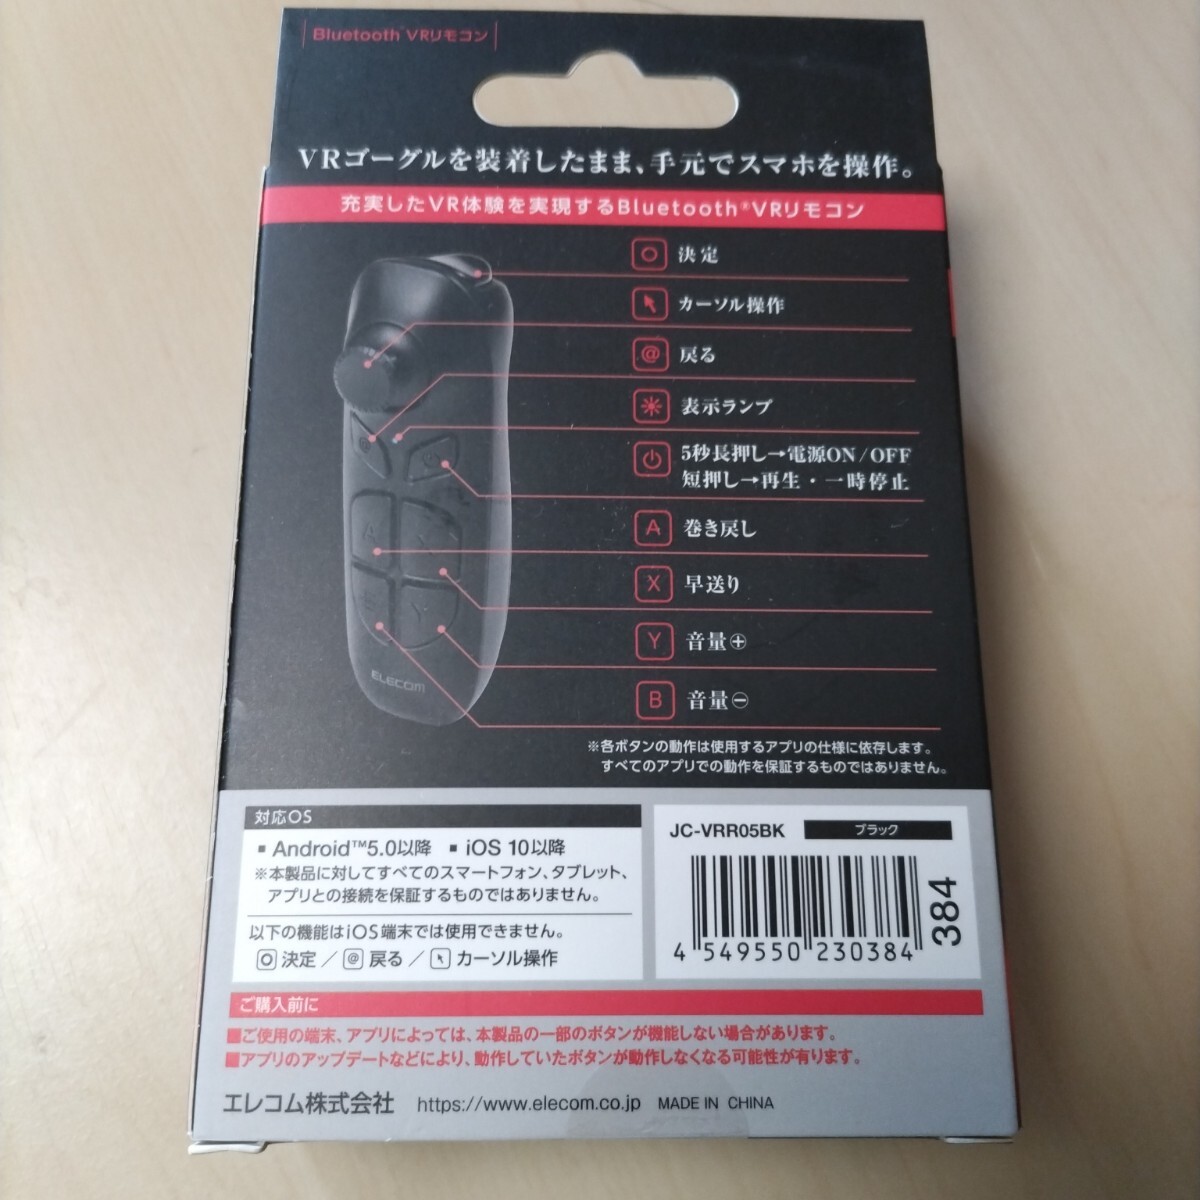 Bluetooth®VRリモコン
VRゴーグルを装着したまま、手元でスマホを操作。
充実したVR体験を実現するBluetooth®VRリモコン
決定
カーソル操作
@ 戻る
表示ランプ
5秒長押し→電源ON/OFF
短押し→再生・一時停止
A 巻き戻し
X 早送り
Y 音量⊕
B 音量⊖
A
X
B
Y
ELECOM
※各ボタンの動作は使用するアプリの仕様に依存します。
すべてのアプリでの動作を保証するものではありません。
対応OS
▪ Android™5.0以降 ▪ iOS 10以降
※本製品に対してすべてのスマートフォン、タブレット、
アプリとの接続を保証するものではありません。
以下の機能はiOS端末では使用できません。
決定 / @ 戻る / カーソル操作
JC-VRR05BK ブラック
4 549550 230384
384
ご購入前に
■ご使用の端末、アプリによっては、本製品の一部のボタンが機能しない場合があります。
■アプリのアップデートなどにより、動作していたボタンが動作しなくなる可能性が有ります。
エレコム株式会社 https://www.elecom.co.jp MADE IN CHINA